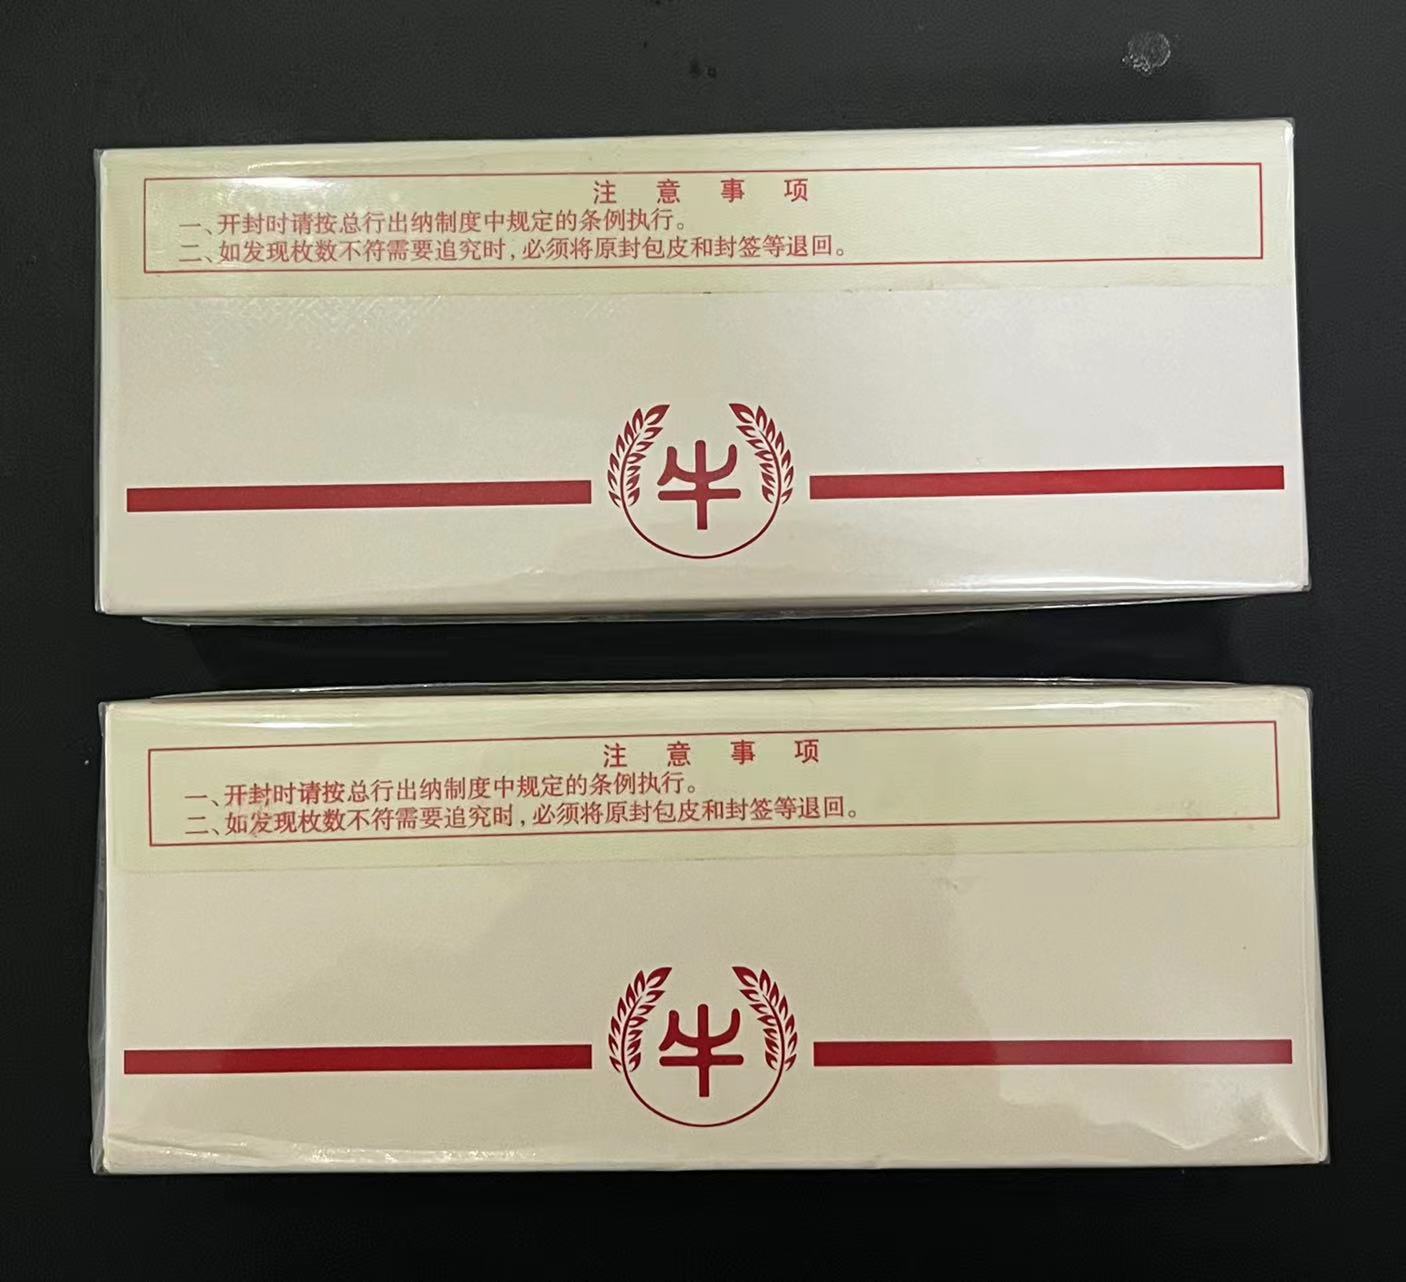 注意事项
一、开封时请按总行出纳制度中规定的条例执行。
二、如发现枚数不符需要追究时,必须将原封包皮和封签等退回。
牛
注意事项
一、开封时请按总行出纳制度中规定的条例执行。
二、如发现枚数不符需要追究时,必须将原封包皮和封签等退回。
牛